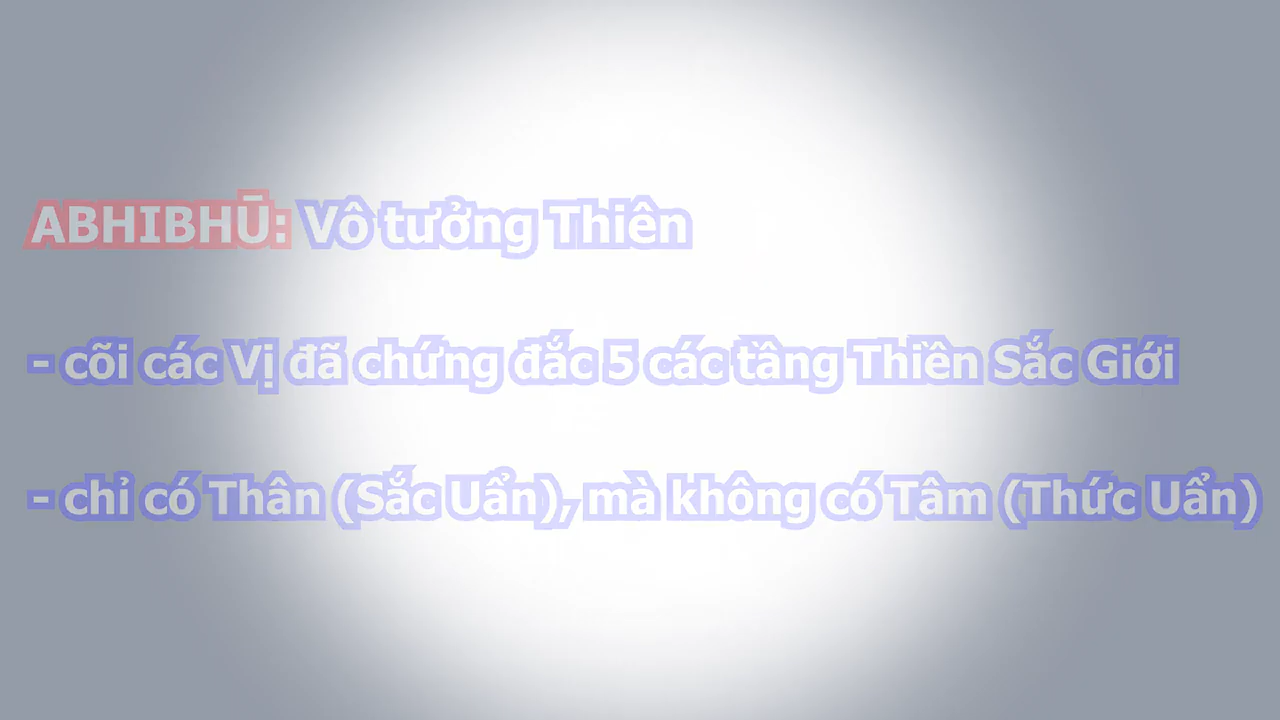 ABHIBHŪ: Vô tưởng Thiên
- cõi các Vị đã chứng đắc 5 các tầng Thiền Sắc Giới
- chỉ có Thân (Sắc Uẩn), mà không có Tâm (Thức Uẩn)